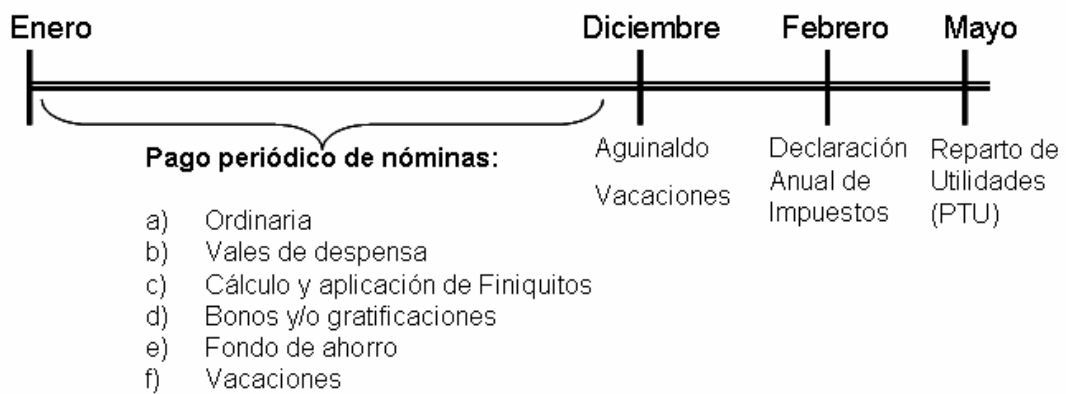 Enero Diciembre Febrero Mayo
Pago periódico de nóminas:
a) Ordinaria
b) Vales de despensa
c) Cálculo y aplicación de Finiquitos
d) Bonos y/o gratificaciones
e) Fondo de ahorro
f) Vacaciones
Aguinaldo
Vacaciones
Declaración
Anual de
Impuestos
Reparto de
Utilidades
(PTU)